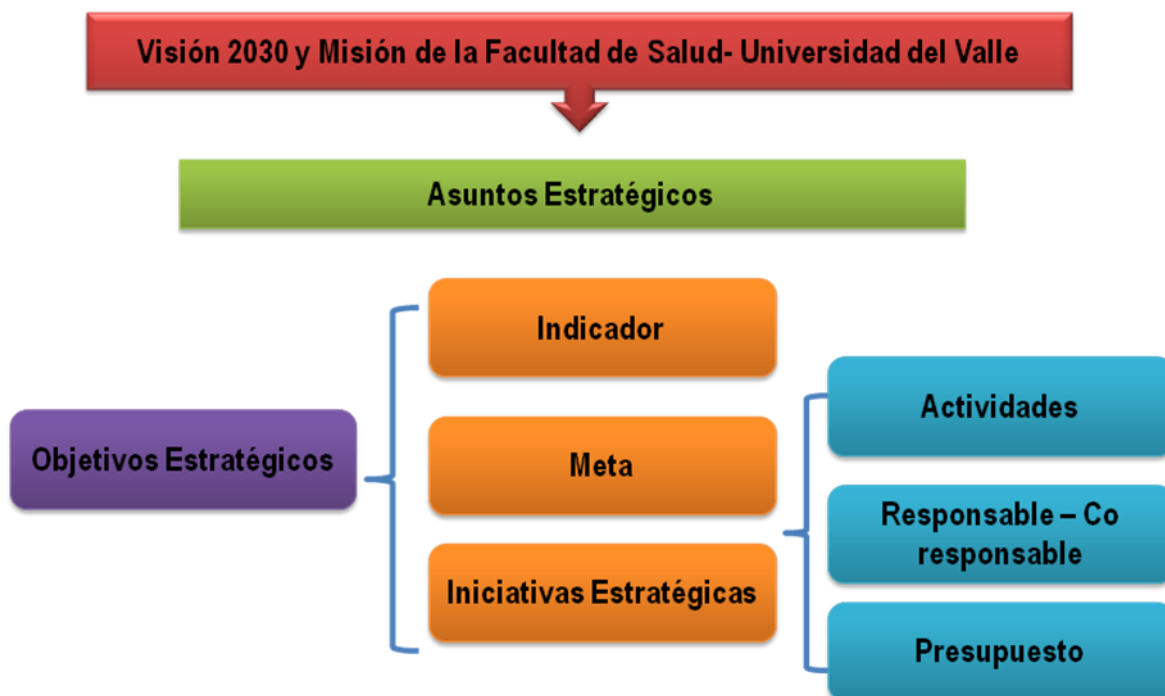 Visión 2030 y Misión de la Facultad de Salud- Universidad del Valle
Asuntos Estratégicos
Objetivos Estratégicos
Indicador
Meta
Iniciativas Estratégicas
Actividades
Responsable – Co
responsable
Presupuesto